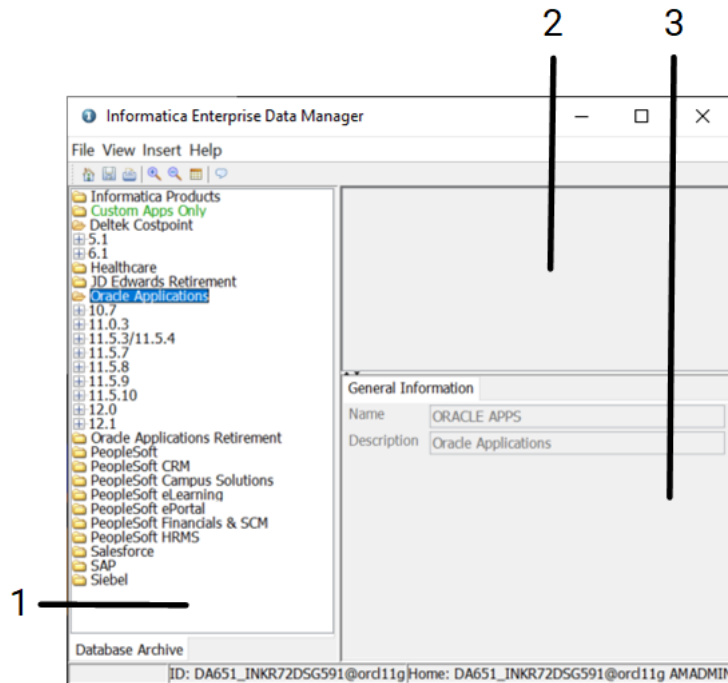 2 3
Informatica Enterprise Data Manager
File View Insert Help
Informatica Products
Custom Apps Only
Deltek Costpoint
5.1
6.1
Healthcare
JD Edwards Retirement
Oracle Applications
10.7
11.0.3
11.5.3/11.5.4
11.5.7
11.5.8
11.5.9
11.5.10
12.0
12.1
Oracle Applications Retirement
PeopleSoft
PeopleSoft CRM
PeopleSoft Campus Solutions
PeopleSoft eLearning
PeopleSoft ePortal
PeopleSoft Financials & SCM
PeopleSoft HRMS
Salesforce
SAP
Siebel
1
Database Archive
General Information
Name ORACLE APPS
Description Oracle Applications
ID: DA651_INKR72DSG591@orcl11g Home: DA651_INKR72DSG591@orcl11g AMADMIN